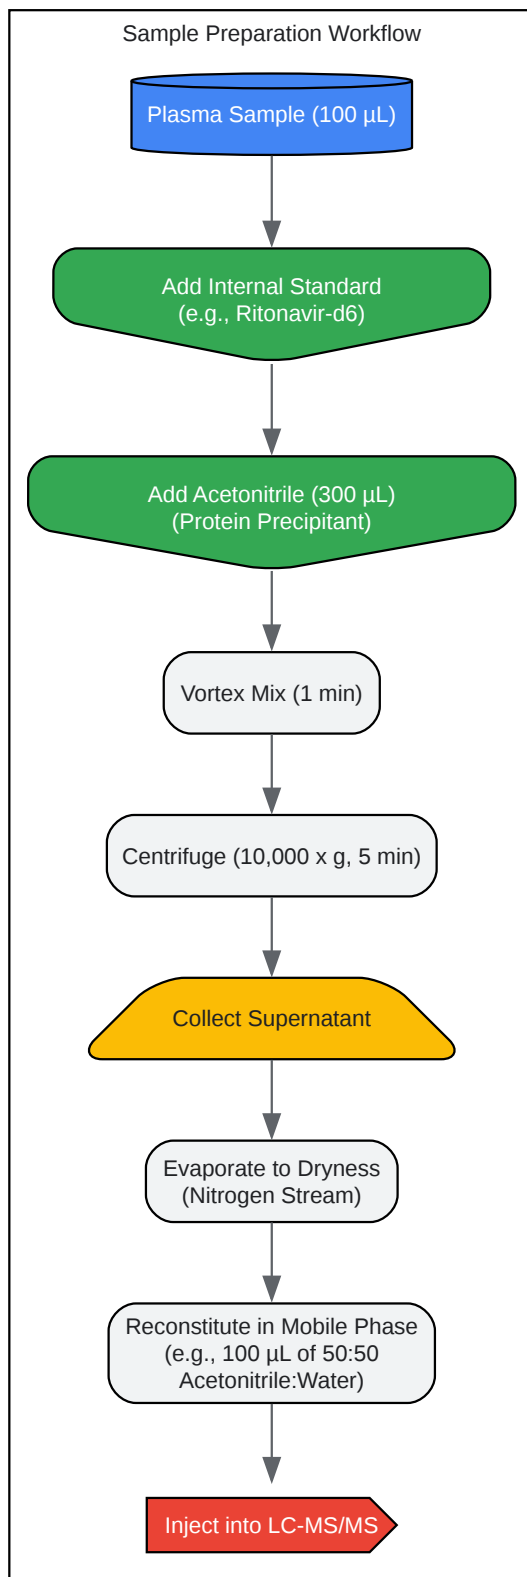 Sample Preparation Workflow
Plasma Sample (100 µL)
Add Internal Standard
(e.g., Ritonavir-d6)
Add Acetonitrile (300 µL)
(Protein Precipitant)
Vortex Mix (1 min)
Centrifuge (10,000 x g, 5 min)
Collect Supernatant
Evaporate to Dryness
(Nitrogen Stream)
Reconstitute in Mobile Phase
(e.g., 100 µL of 50:50
Acetonitrile:Water)
Inject into LC-MS/MS